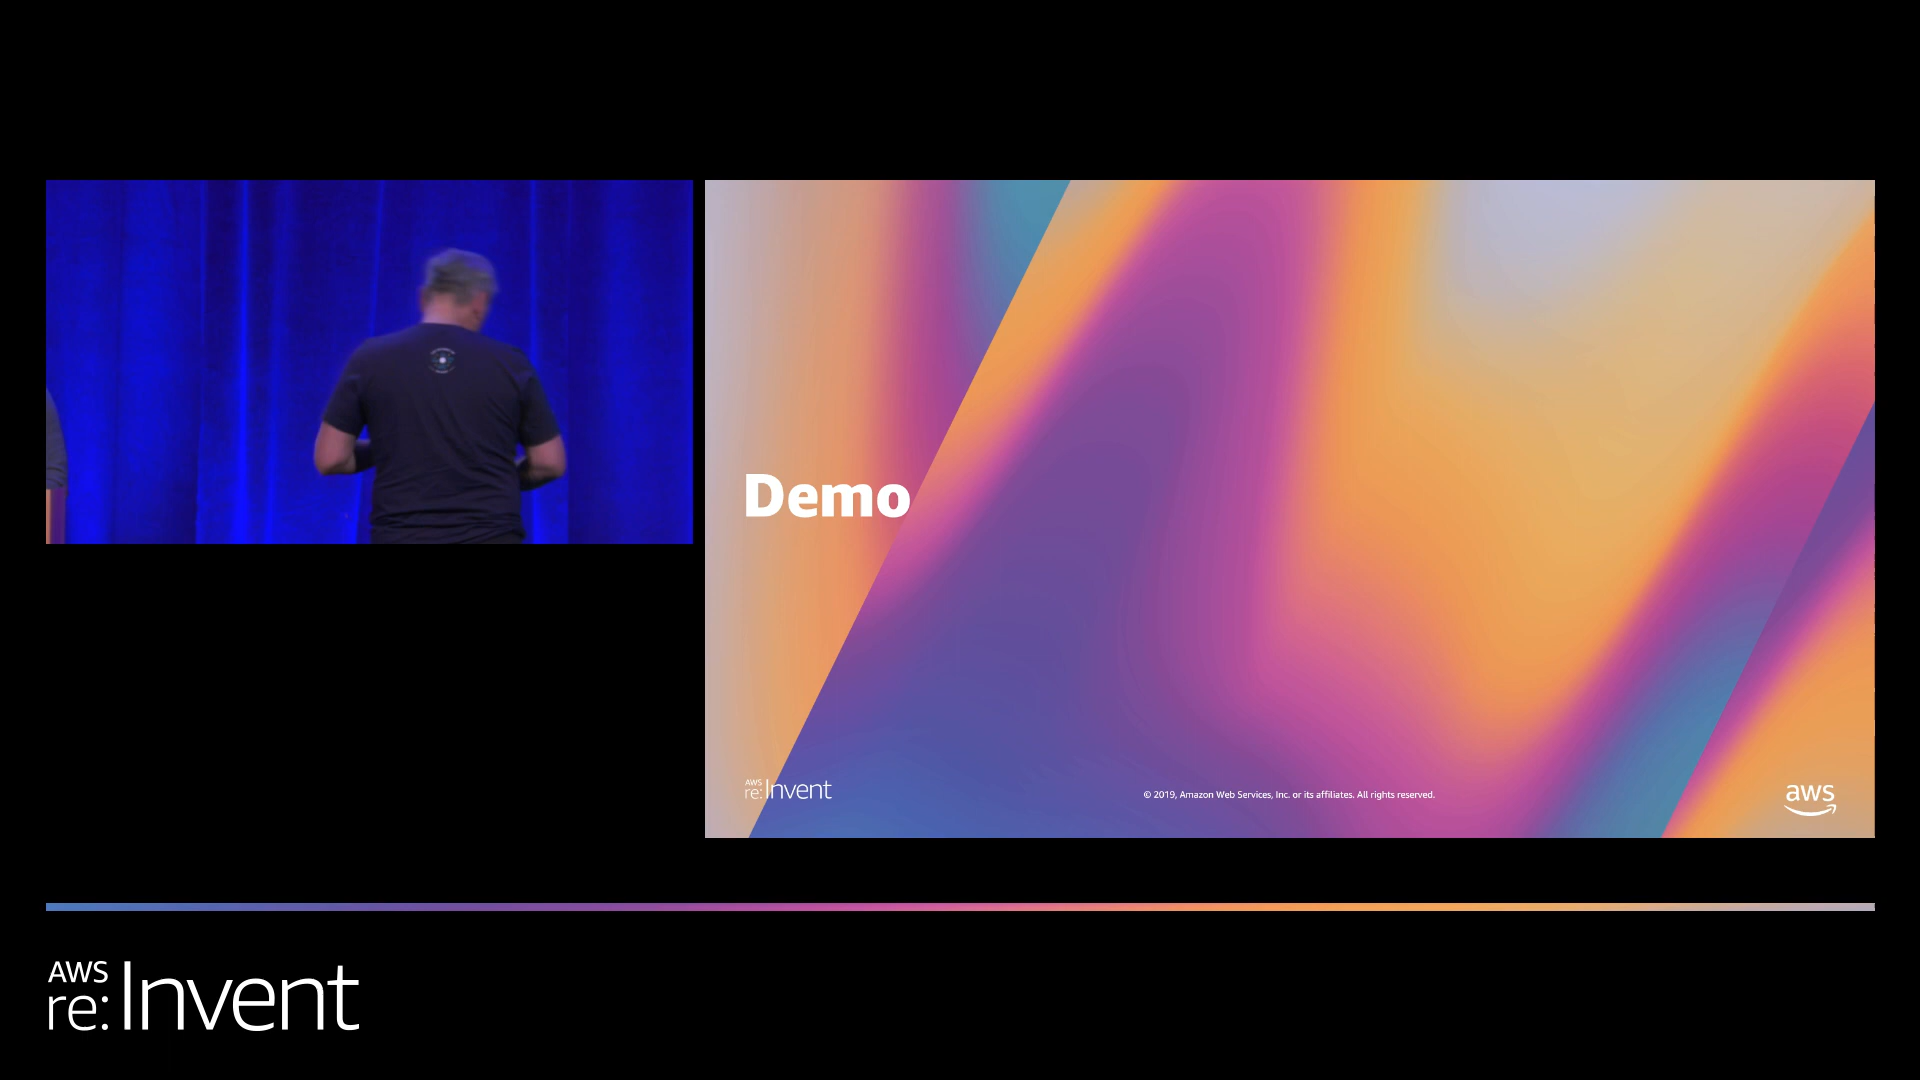 Demo
AWS
re:Invent
© 2019, Amazon Web Services, Inc. or its affiliates. All rights reserved.
aws
AWS
re:Invent